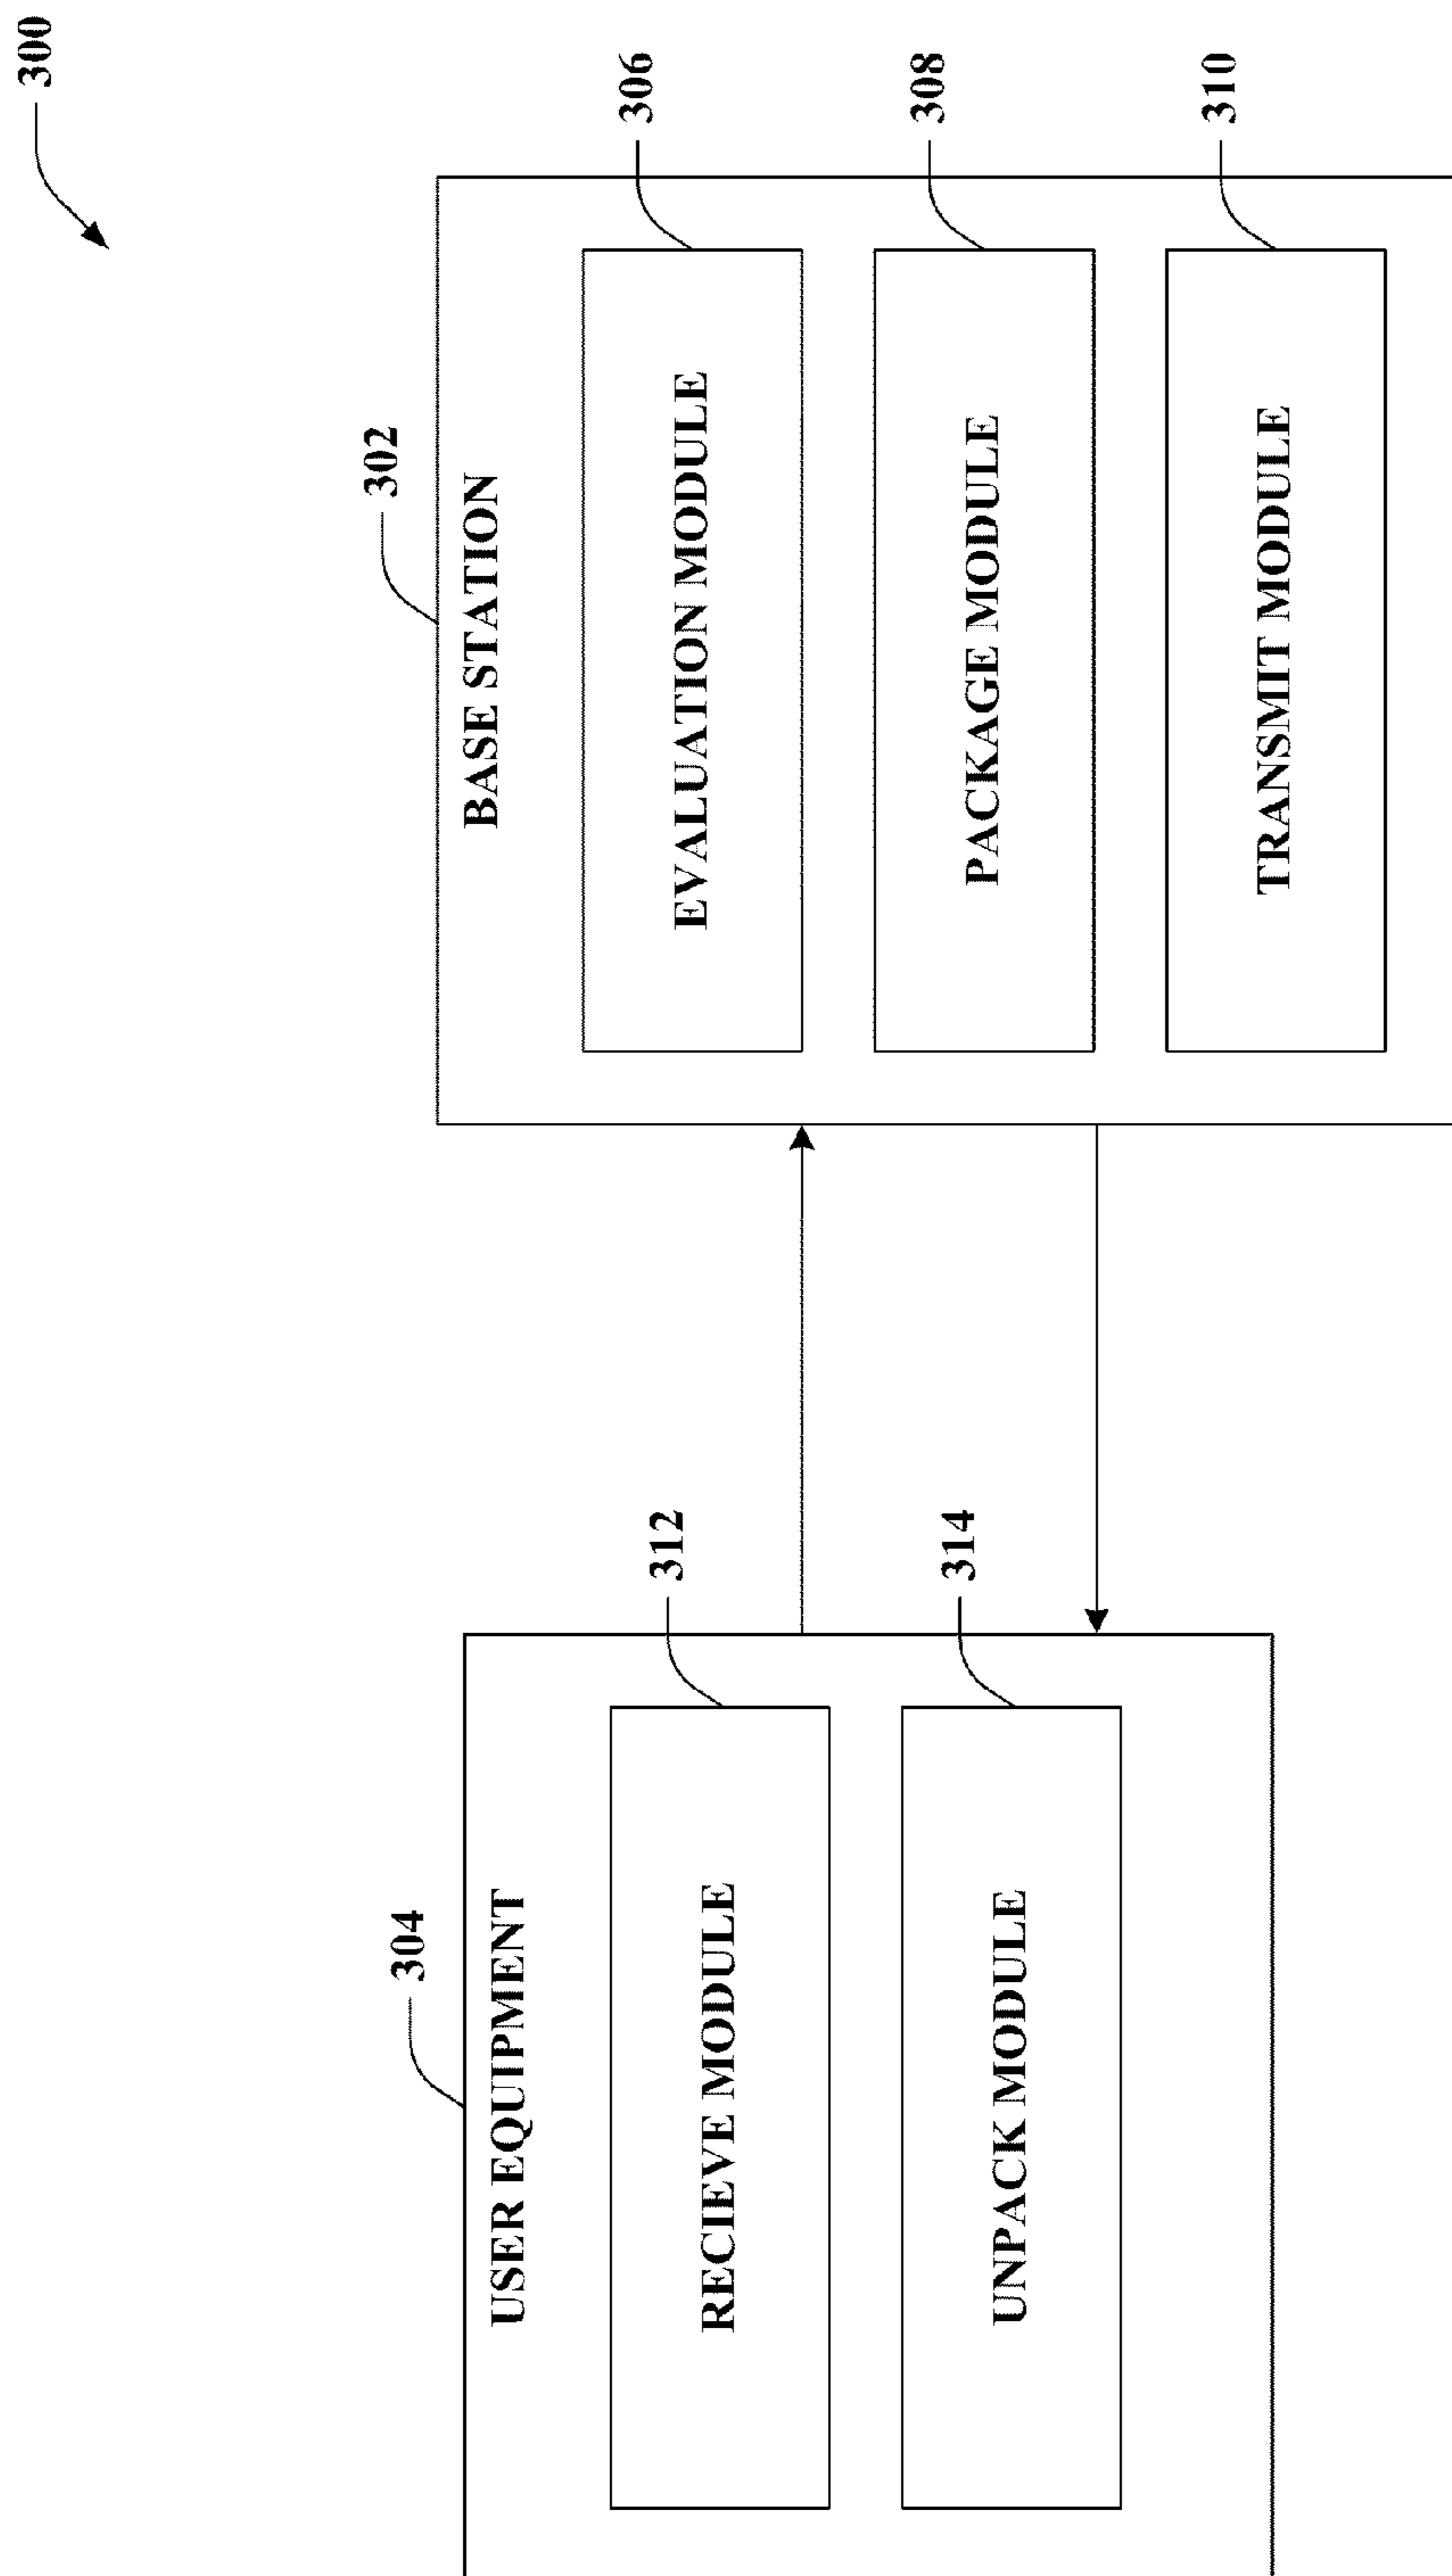 300
304
USER EQUIPMENT
312
RECIEVE MODULE
314
UNPACK MODULE
302
BASE STATION
306
EVALUATION MODULE
308
PACKAGE MODULE
310
TRANSMIT MODULE